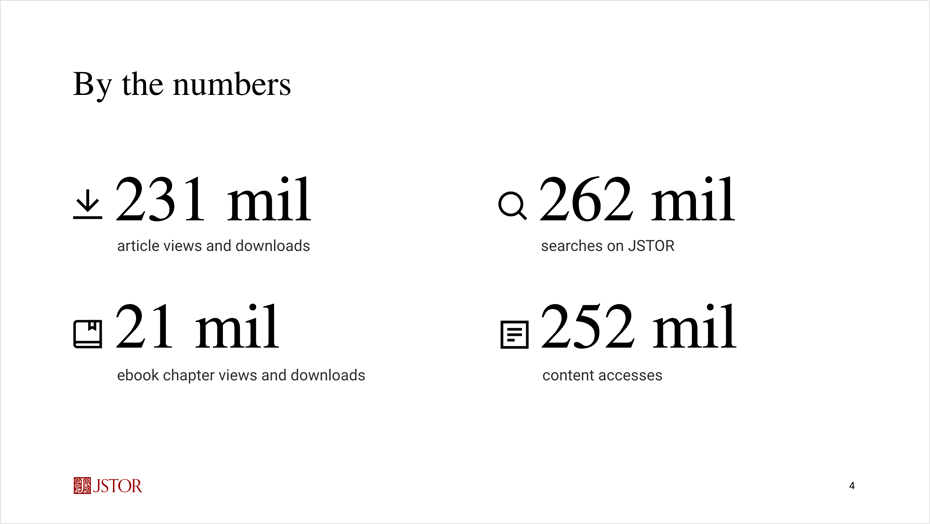 By the numbers
231 mil
article views and downloads
262 mil
searches on JSTOR
21 mil
ebook chapter views and downloads
252 mil
content accesses
JSTOR
4